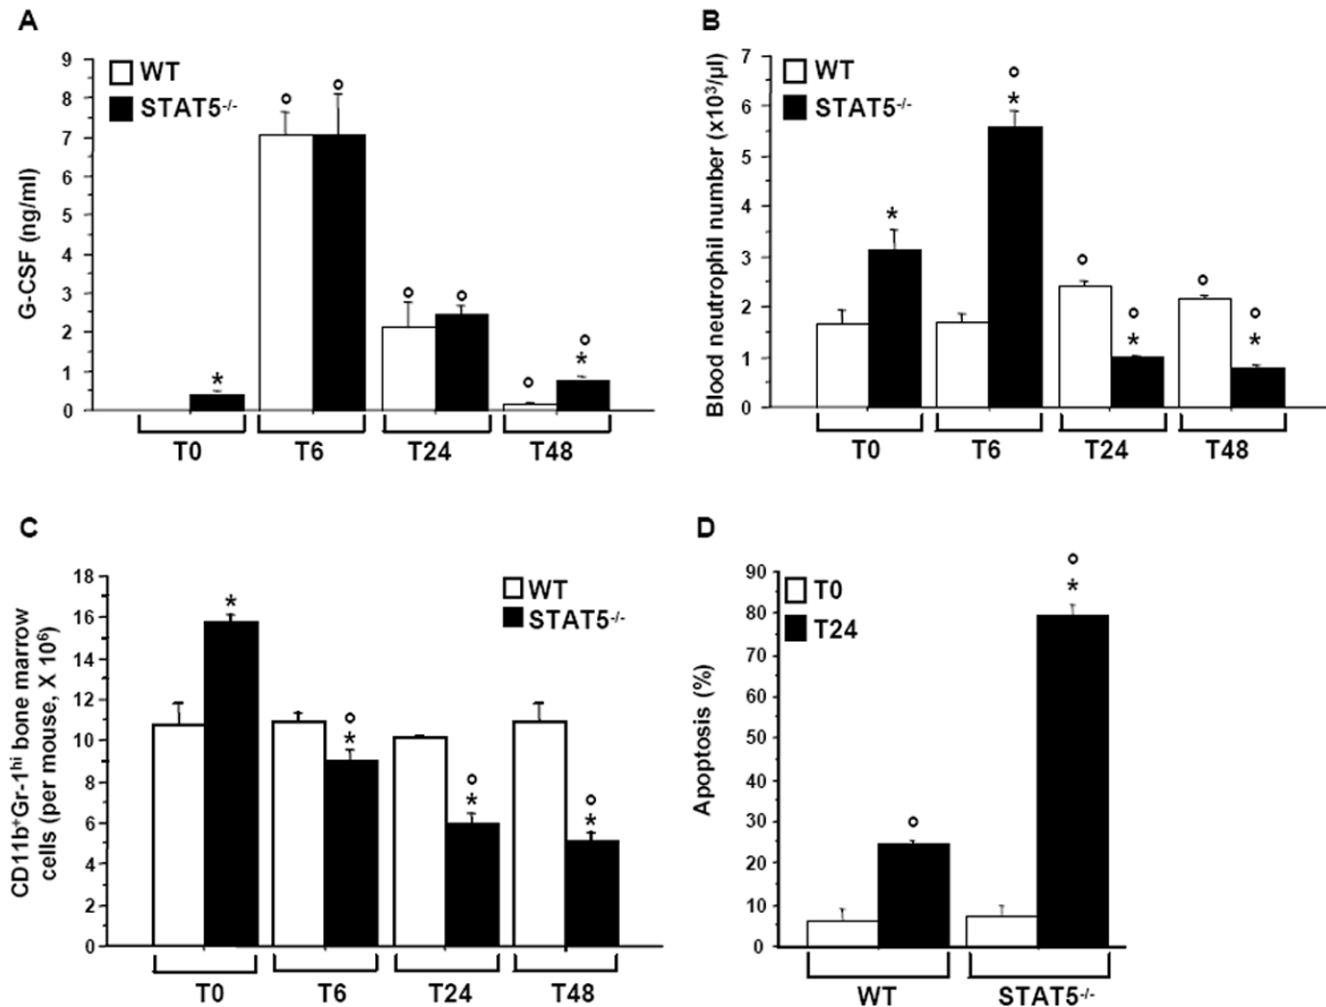 A
G-CSF (ng/ml)
9
8
7
6
5
4
3
2
1
0
WT
STAT5-/-
°
°
°
°
*
°
°
*
T0
T6
T24
T48
B
Blood neutrophil number (x10³/µl)
7
6
5
4
3
2
1
0
WT
STAT5-/-
*
°
*
°
°
*
°
°
*
T0
T6
T24
T48
C
CD11b⁺Gr-1ʰⁱ bone marrow
cells (per mouse, X 10⁶)
18
16
14
12
10
8
6
4
2
0
WT
STAT5-/-
*
°
*
°
*
°
*
T0
T6
T24
T48
D
Apoptosis (%)
90
80
70
60
50
40
30
20
10
0
T0
T24
°
°
*
WT
STAT5-/-